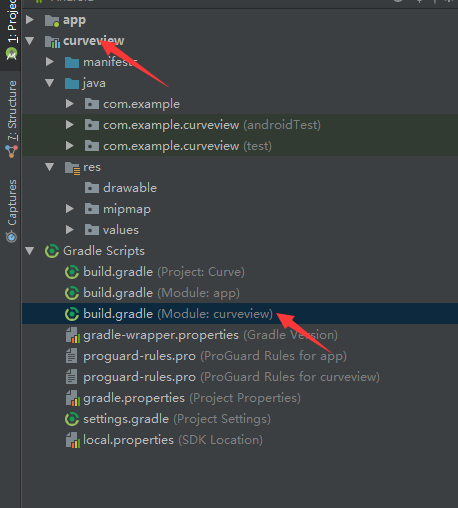 1: Project
7: Structure
Captures
app
curveview
manifests
java
com.example
com.example.curveview (androidTest)
com.example.curveview (test)
res
drawable
mipmap
values
Gradle Scripts
build.gradle (Project: Curve)
build.gradle (Module: app)
build.gradle (Module: curveview)
gradle-wrapper.properties (Gradle Version)
proguard-rules.pro (ProGuard Rules for app)
proguard-rules.pro (ProGuard Rules for curveview)
gradle.properties (Project Properties)
settings.gradle (Project Settings)
local.properties (SDK Location)